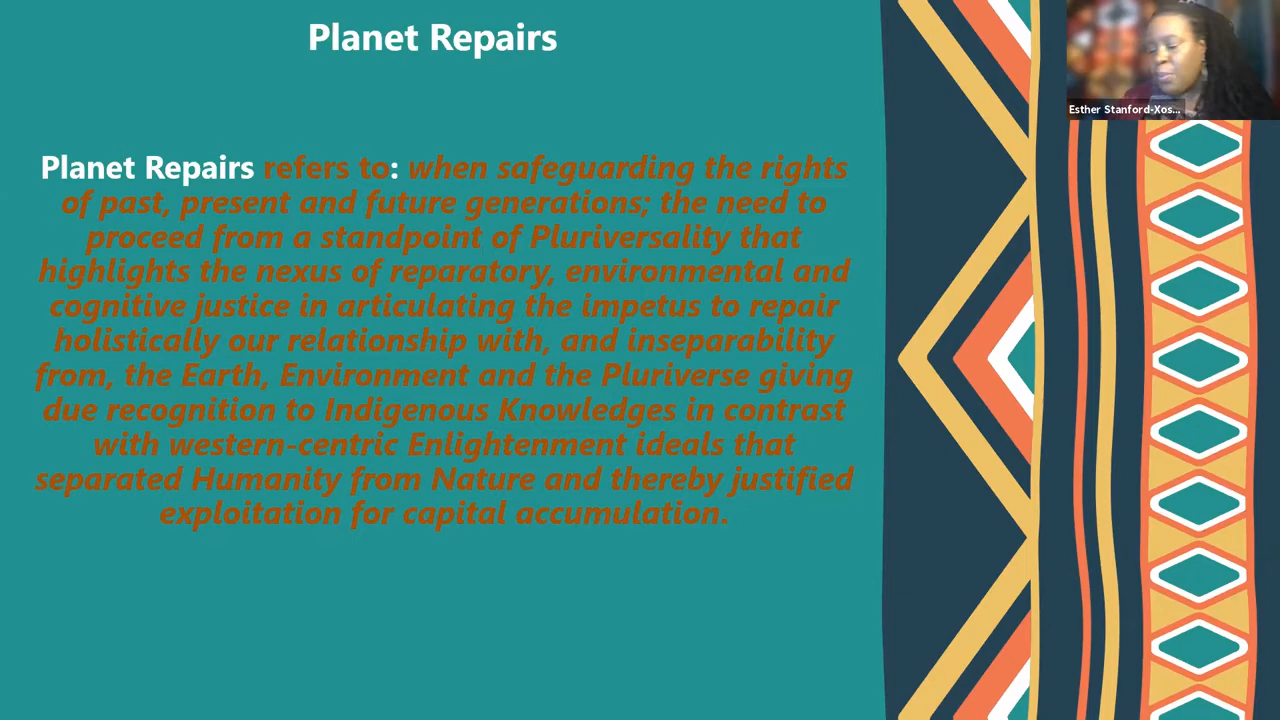 Planet Repairs
Esther Stanford-Xos...
Planet Repairs refers to: when safeguarding the rights
of past, present and future generations; the need to
proceed from a standpoint of Pluriversality that
highlights the nexus of reparatory, environmental and
cognitive justice in articulating the impetus to repair
holistically our relationship with, and inseparability
from, the Earth, Environment and the Pluriverse giving
due recognition to Indigenous Knowledges in contrast
with western-centric Enlightenment ideals that
separated Humanity from Nature and thereby justified
exploitation for capital accumulation.